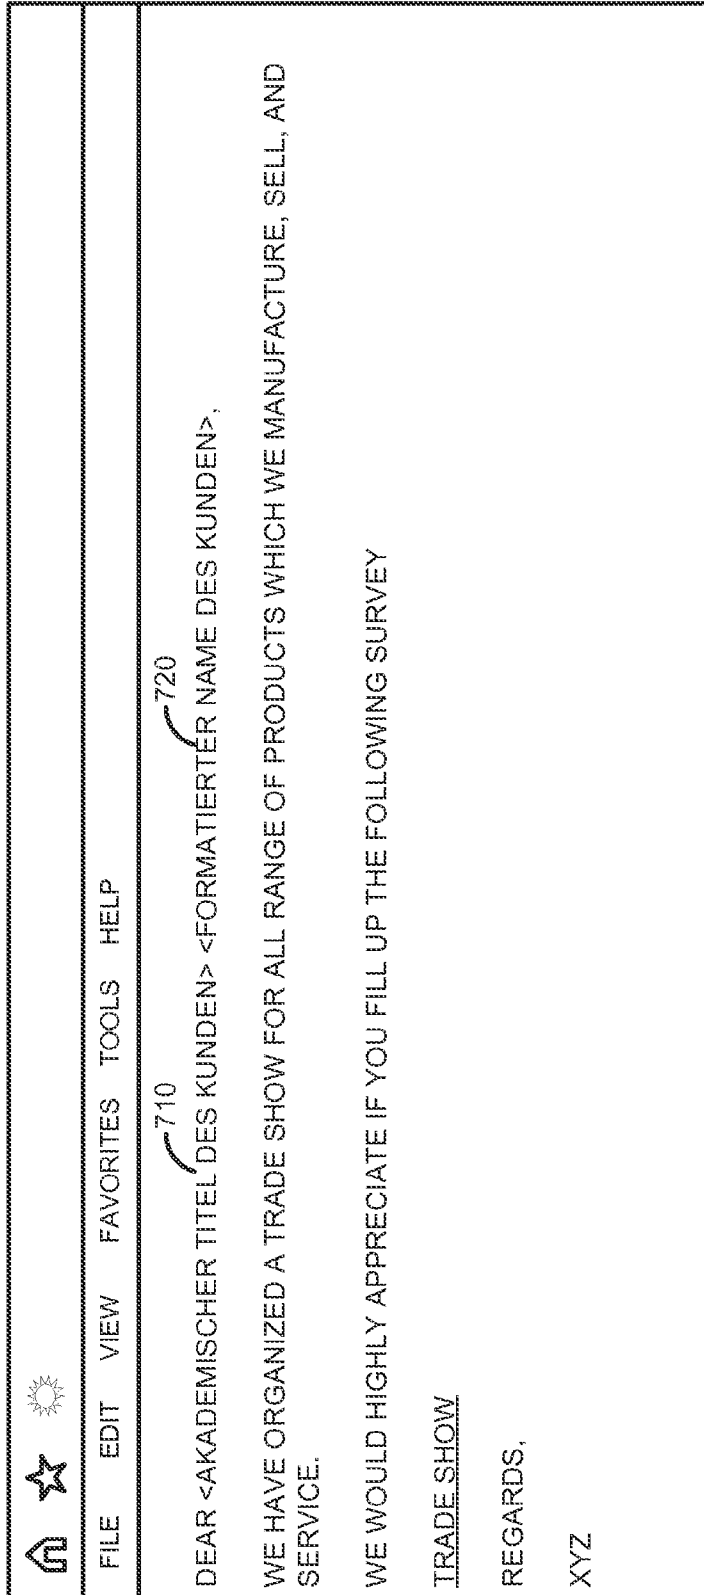 FILE EDIT VIEW FAVORITES TOOLS HELP
710
720
DEAR <AKADEMISCHER TITEL DES KUNDEN> <FORMATIERTER NAME DES KUNDEN>,
WE HAVE ORGANIZED A TRADE SHOW FOR ALL RANGE OF PRODUCTS WHICH WE MANUFACTURE, SELL, AND
SERVICE.
WE WOULD HIGHLY APPRECIATE IF YOU FILL UP THE FOLLOWING SURVEY
TRADE SHOW
REGARDS,
XYZ